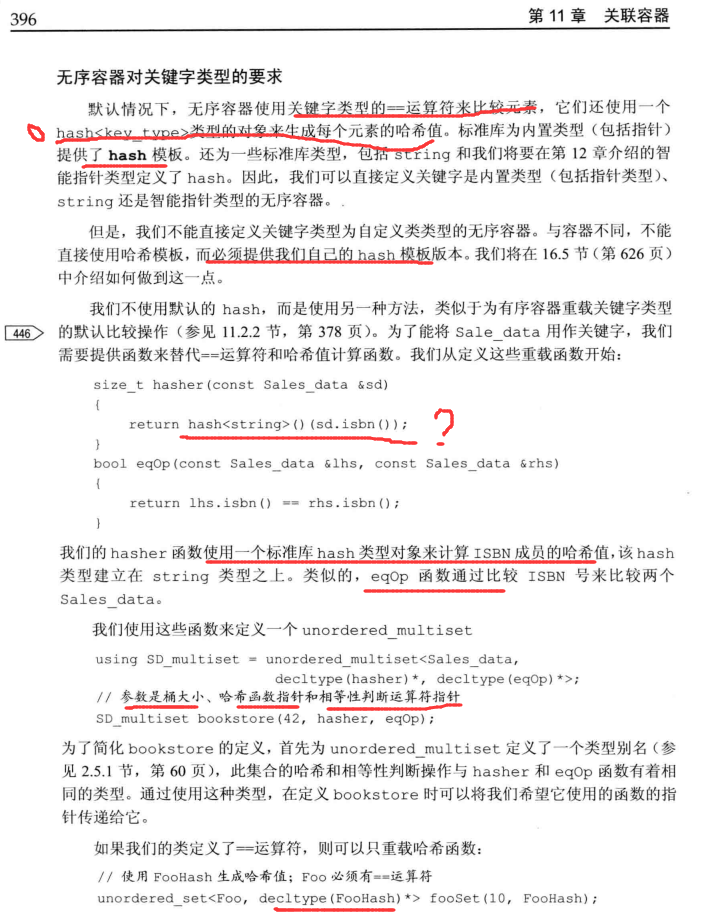 396
第 11 章 关联容器
无序容器对关键字类型的要求
默认情况下，无序容器使用关键字类型的==运算符来比较元素，它们还使用一个
hash<key_type>类型的对象来生成每个元素的哈希值。标准库为内置类型（包括指针）
提供了 hash 模板。还为一些标准库类型，包括 string 和我们将要在第 12 章介绍的智
能指针类型定义了 hash。因此，我们可以直接定义关键字是内置类型（包括指针类型）、
string 还是智能指针类型的无序容器。
但是，我们不能直接定义关键字类型为自定义类类型的无序容器。与容器不同，不能
直接使用哈希模板，而必须提供我们自己的 hash 模板版本。我们将在 16.5 节（第 626 页）
中介绍如何做到这一点。
我们不使用默认的 hash，而是使用另一种方法，类似于为有序容器重载关键字类型
446
的默认比较操作（参见 11.2.2 节，第 378 页）。为了能将 Sale_data 用作关键字，我们
需要提供函数来替代==运算符和哈希值计算函数。我们从定义这些重载函数开始：
size_t hasher(const Sales_data &sd)
{
return hash<string>()(sd.isbn());
?
}
bool eqOp(const Sales_data &lhs, const Sales_data &rhs)
{
return lhs.isbn() == rhs.isbn();
}
我们的 hasher 函数使用一个标准库 hash 类型对象来计算 ISBN 成员的哈希值，该 hash
类型建立在 string 类型之上。类似的，eqOp 函数通过比较 ISBN 号来比较两个
Sales_data。
我们使用这些函数来定义一个 unordered_multiset
using SD_multiset = unordered_multiset<Sales_data,
decltype(hasher)*, decltype(eqOp)*>;
// 参数是桶大小、哈希函数指针和相等性判断运算符指针
SD_multiset bookstore(42, hasher, eqOp);
为了简化 bookstore 的定义，首先为 unordered_multiset 定义了一个类型别名（参
见 2.5.1 节，第 60 页），此集合的哈希和相等性判断操作与 hasher 和 eqOp 函数有着相
同的类型。通过使用这种类型，在定义 bookstore 时可以将我们希望它使用的函数的指
针传递给它。
如果我们的类定义了==运算符，则可以只重载哈希函数：
// 使用 FooHash 生成哈希值；Foo 必须有==运算符
unordered_set<Foo, decltype(FooHash)*> fooSet(10, FooHash);